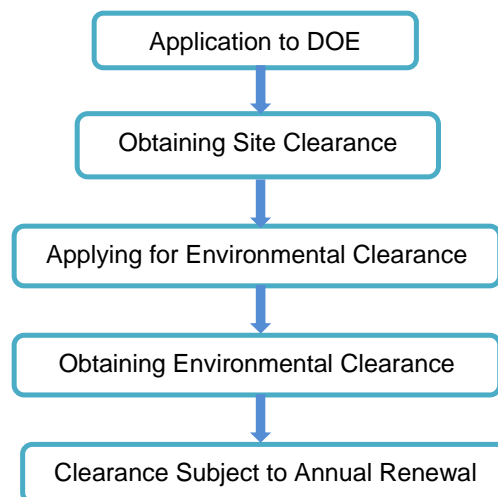 Application to DOE
Obtaining Site Clearance
Applying for Environmental Clearance
Obtaining Environmental Clearance
Clearance Subject to Annual Renewal